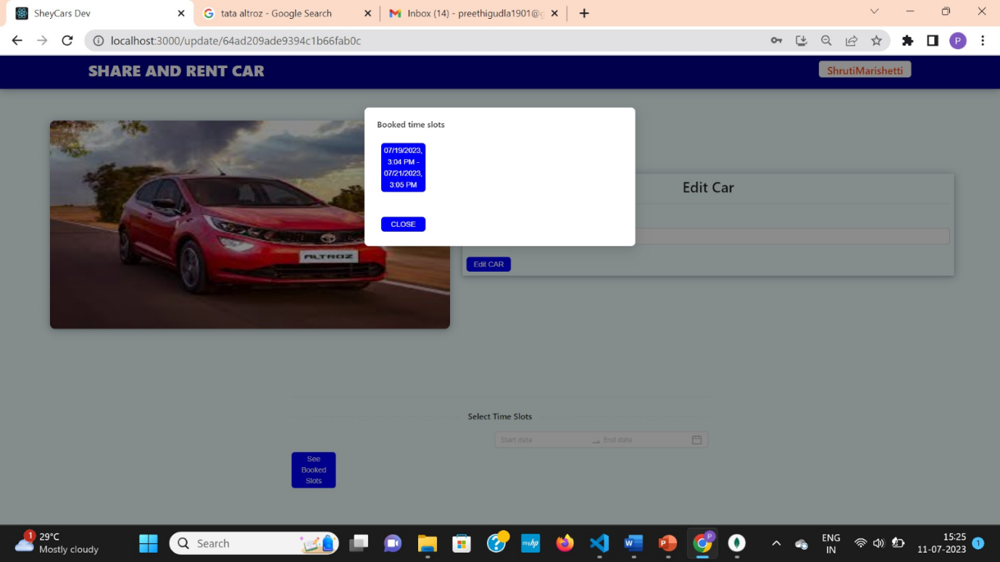 SheyCars Dev
tata altroz - Google Search
Inbox (14) - preethigudla1901@g
localhost:3000/update/64ad209ade9394c1b66fab0c
P
SHARE AND RENT CAR
ShrutiMarishetti
Booked time slots
07/19/2023,
3:04 PM -
07/21/2023,
3:05 PM
CLOSE
Edit Car
ALTROZ
Edit CAR
Select Time Slots
Start date
End date
See
Booked
Slots
1
29°C
Mostly cloudy
Search
myhp
W
P
P
ENG
IN
15:25
11-07-2023
1